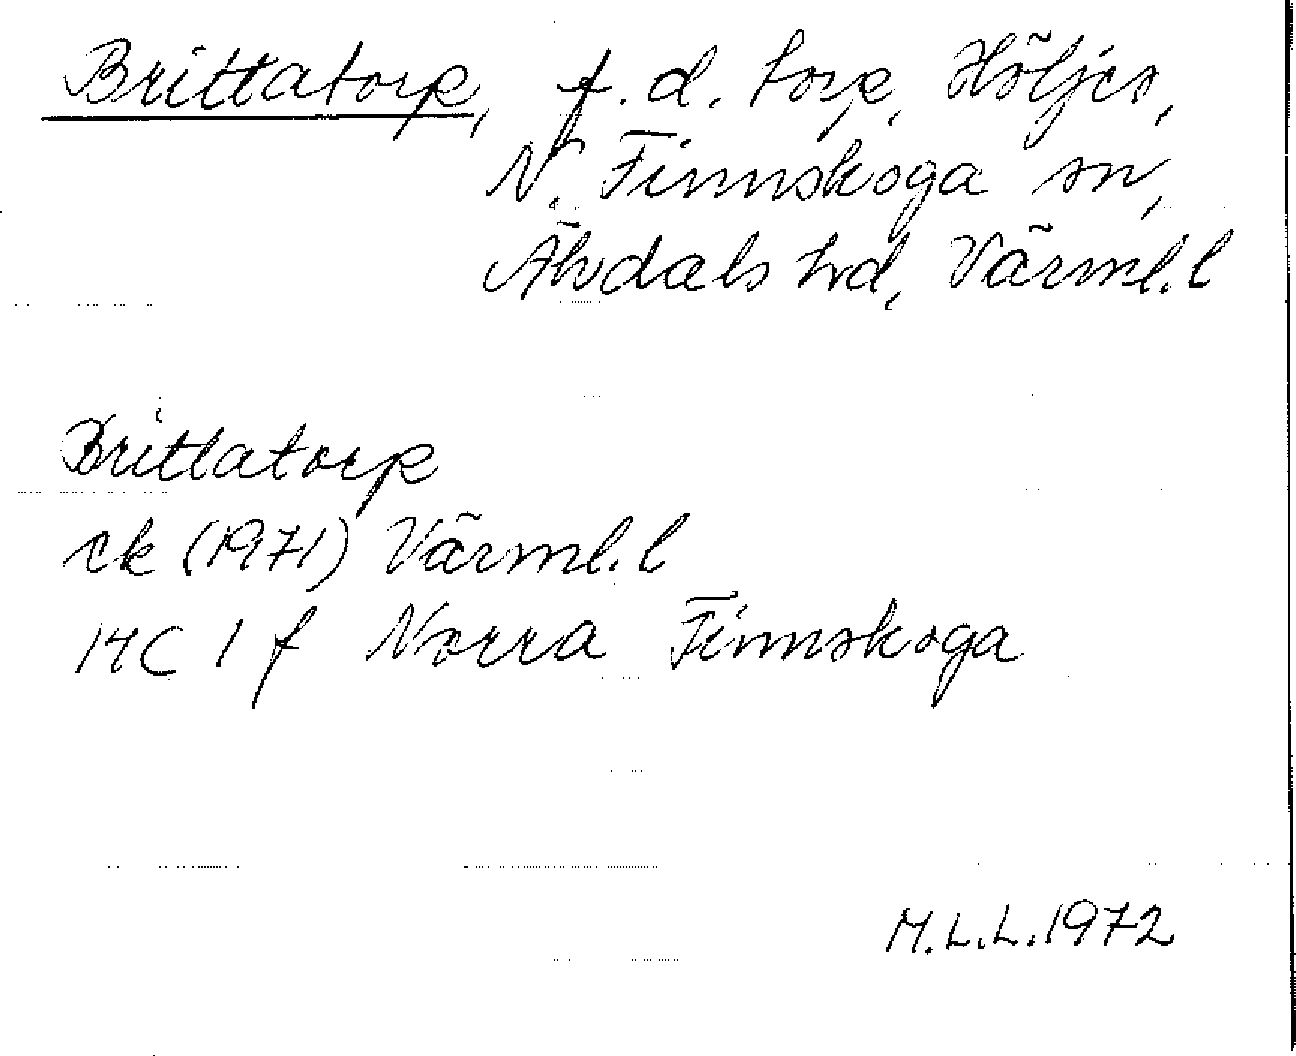 Brittatorp, f.d. torp, Höljes,
N. Finnskoga sn,
Älvdals hd, Värml. l
Brittatorp
ek (1971) Värml. l
14C 1 f Norra Finnskoga
M.L.L. 1972